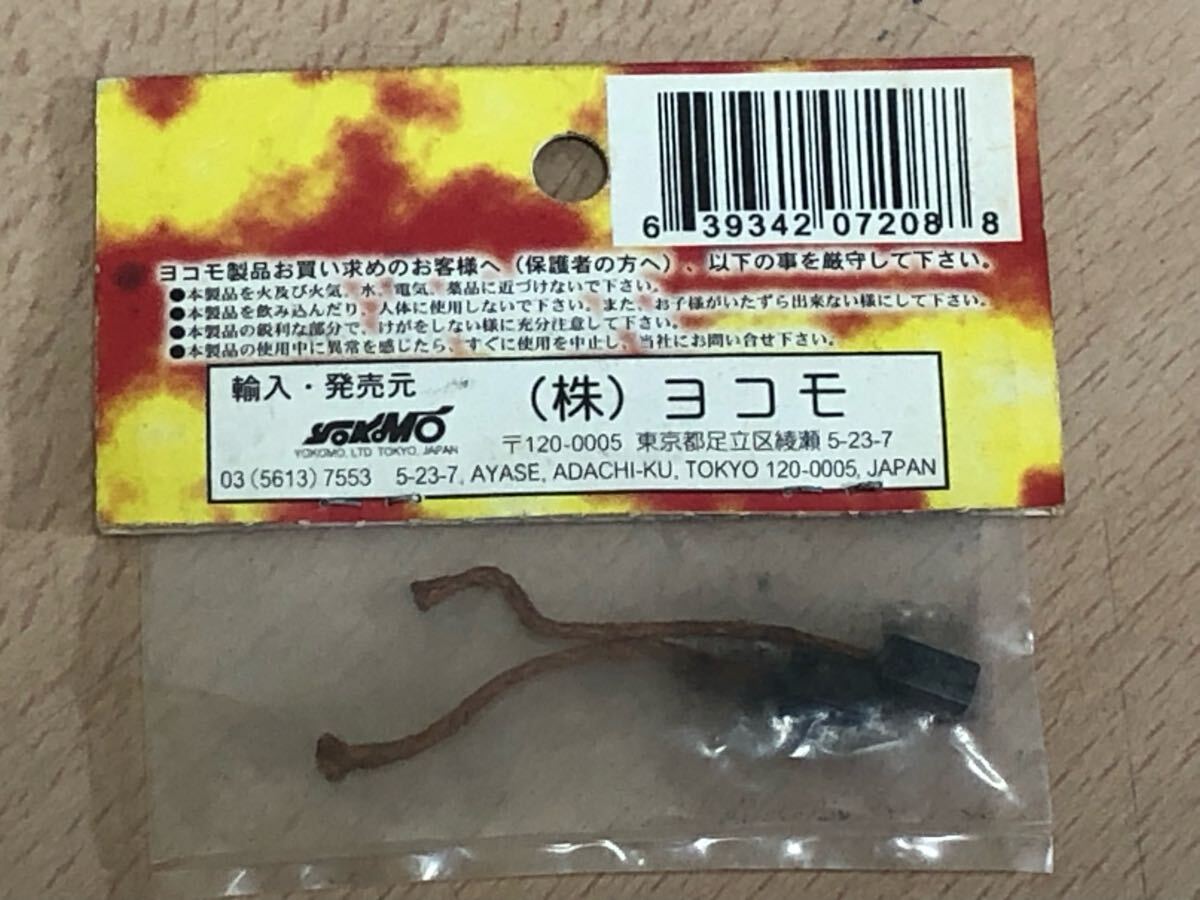 6 39342 07208 8
ヨコモ製品お買い求めのお客様へ（保護者の方へ）、以下の事を厳守して下さい。
●本製品を火及び火気、水、電気、薬品に近づけないで下さい。
●本製品を飲み込んだり、人体に使用しないで下さい。また、お子様がいたずら出来ない様にして下さい。
●本製品の鋭利な部分で、けがをしない様に充分注意して下さい。
●本製品の使用中に異常を感じたら、すぐに使用を中止し、当社にお問い合せ下さい。
輸入・発売元
（株）ヨコモ
YOKOMO
YOKOMO, LTD TOKYO, JAPAN
〒120-0005 東京都足立区綾瀬 5-23-7
03(5613)7553 5-23-7, AYASE, ADACHI-KU, TOKYO 120-0005, JAPAN